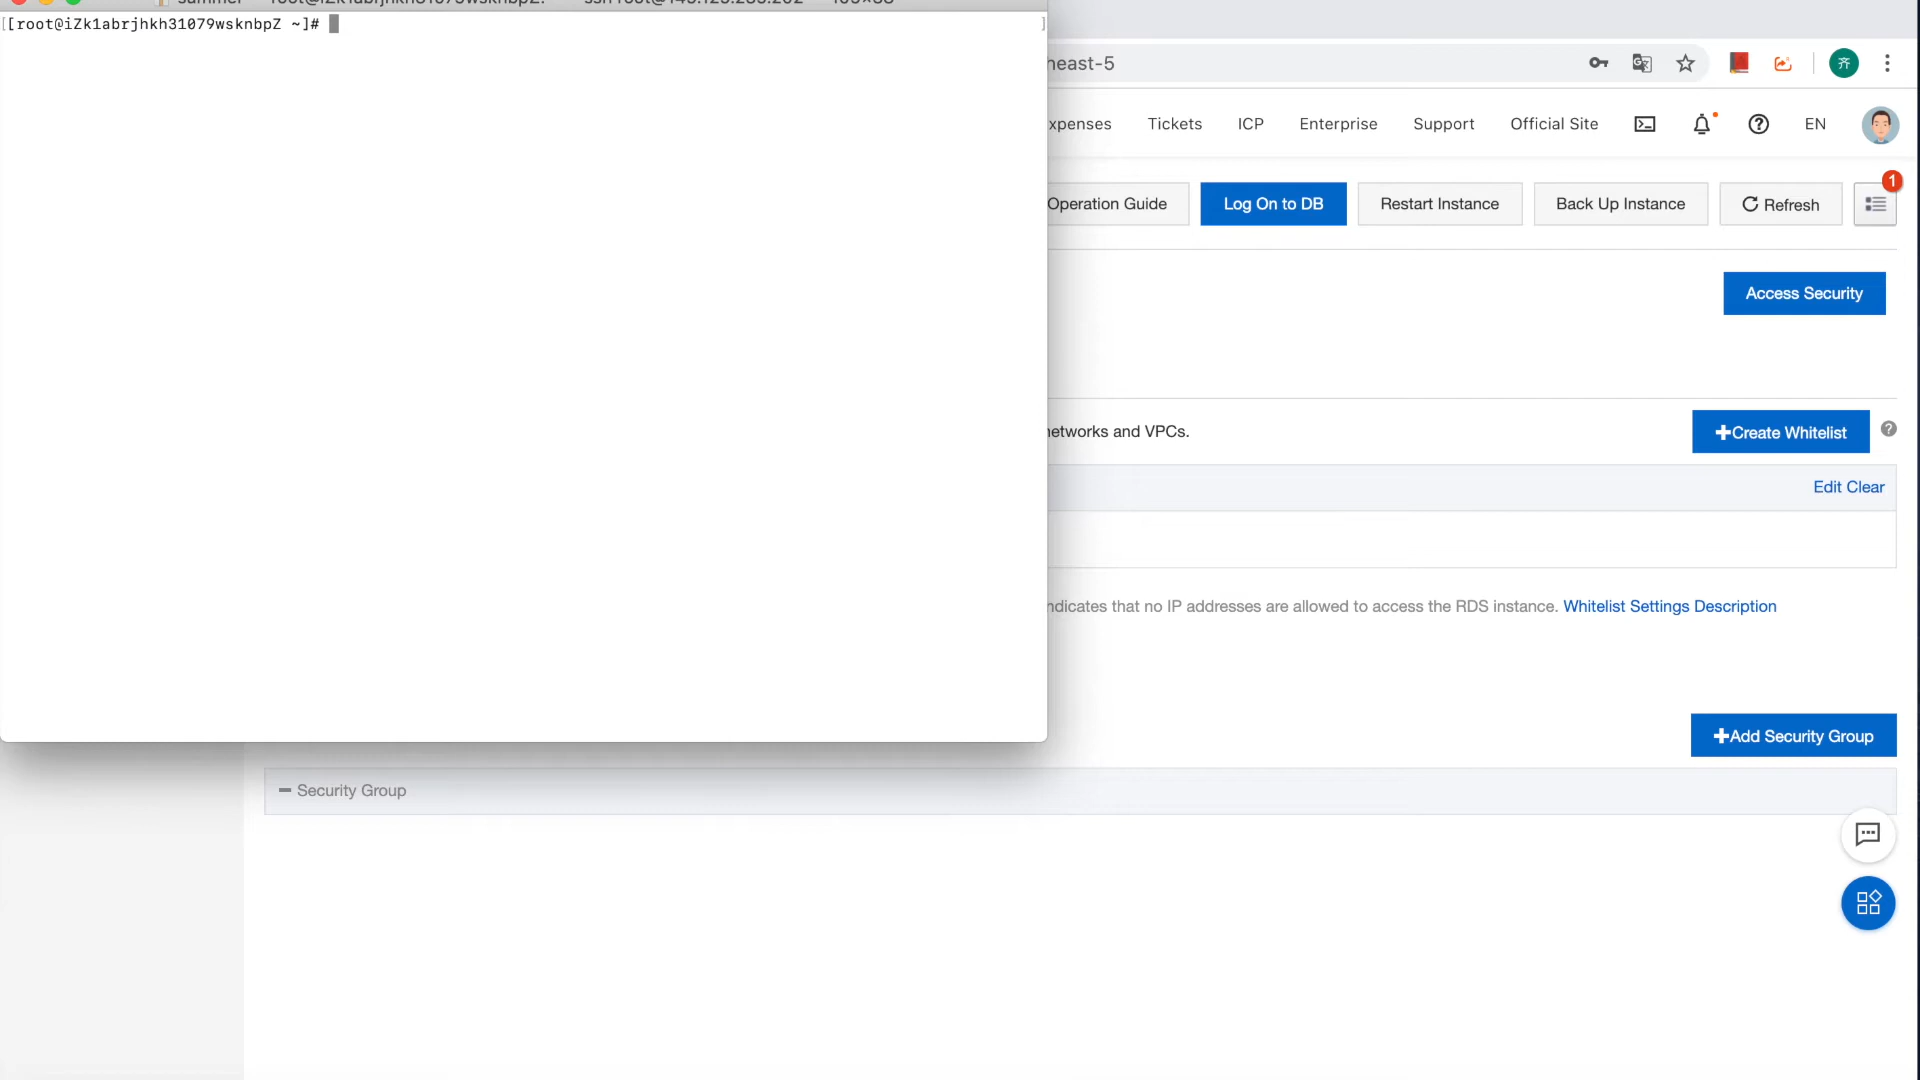 [[root@iZk1abrjhkh31079wsknbpZ ~]# ]
heast-5
齐
xpenses Tickets ICP Enterprise Support Official Site EN
Operation Guide Log On to DB Restart Instance Back Up Instance Refresh 1
Access Security
networks and VPCs. Create Whitelist
Edit Clear
ndicates that no IP addresses are allowed to access the RDS instance. Whitelist Settings Description
Add Security Group
Security Group